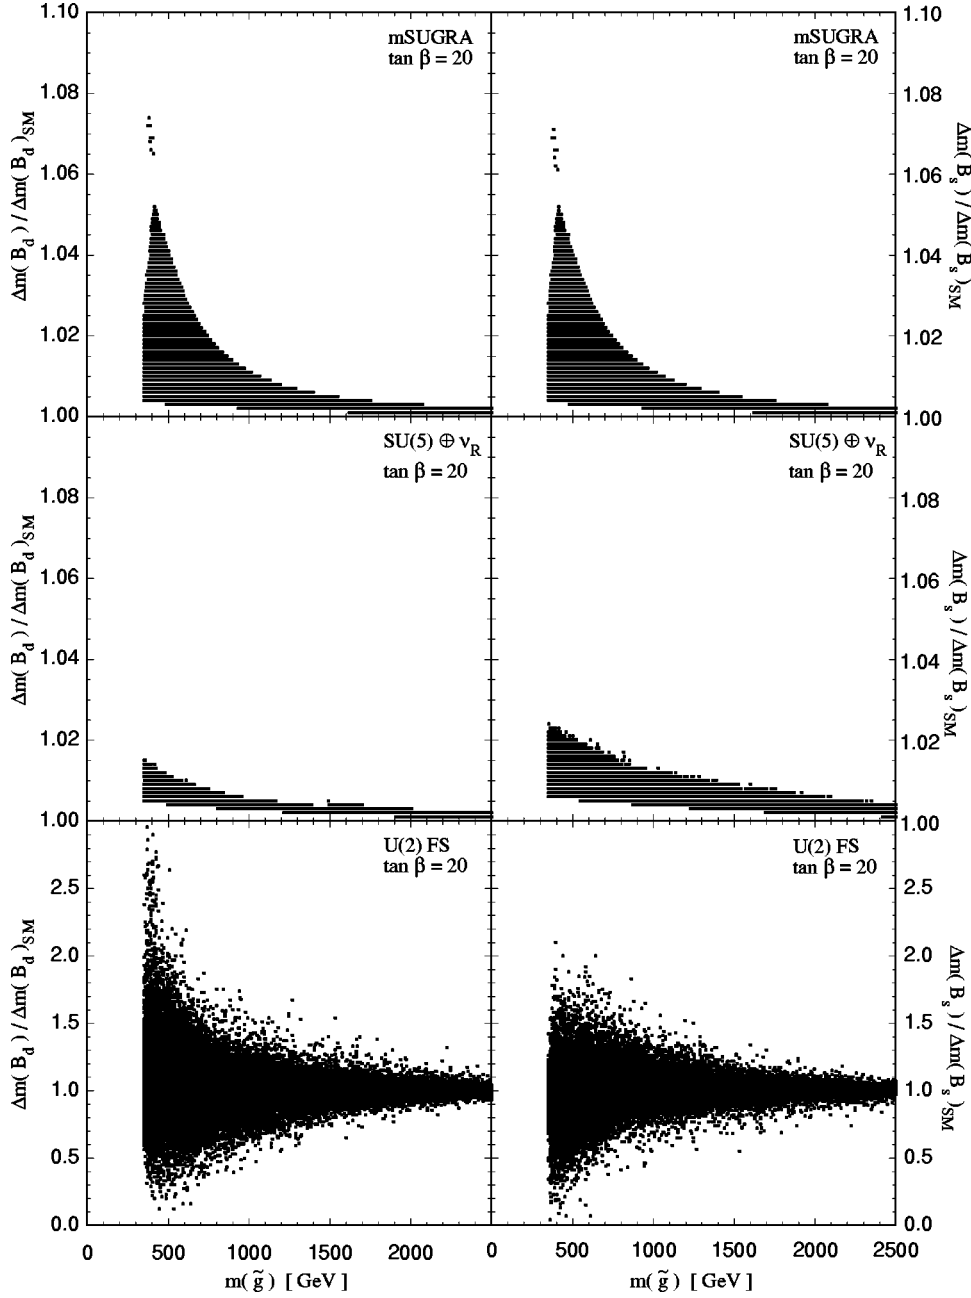 mSUGRA
tan β = 20
mSUGRA
tan β = 20
1.10
1.08
1.06
1.04
1.02
1.00
Δm( B_d ) / Δm( B_d )_SM
1.10
1.08
1.06
1.04
1.02
1.00
Δm( B_s ) / Δm( B_s )_SM
SU(5) ⊕ ν_R
tan β = 20
SU(5) ⊕ ν_R
tan β = 20
1.08
1.06
1.04
1.02
1.00
Δm( B_d ) / Δm( B_d )_SM
1.08
1.06
1.04
1.02
1.00
Δm( B_s ) / Δm( B_s )_SM
U(2) FS
tan β = 20
U(2) FS
tan β = 20
2.5
2.0
1.5
1.0
0.5
0.0
Δm( B_d ) / Δm( B_d )_SM
2.5
2.0
1.5
1.0
0.5
0.0
Δm( B_s ) / Δm( B_s )_SM
0 500 1000 1500 2000 0 500 1000 1500 2000 2500
m( g̃ ) [ GeV ]
m( g̃ ) [ GeV ]